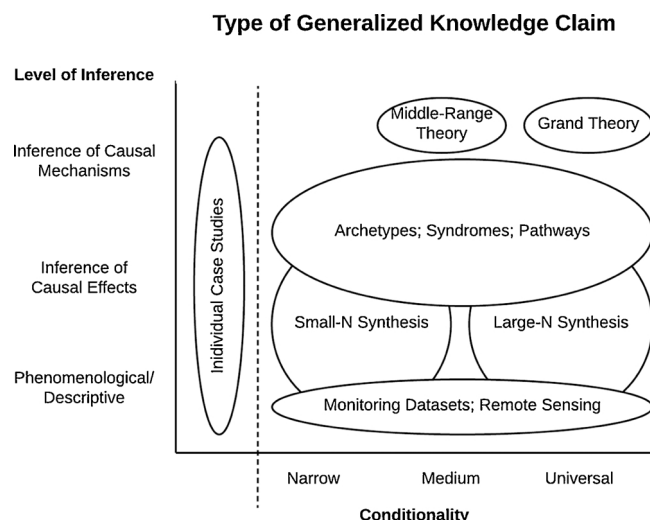 Type of Generalized Knowledge Claim
Level of Inference
Middle-Range
Theory
Grand Theory
Inference of Causal
Mechanisms
Archetypes; Syndromes; Pathways
Inidividual Case Studies
Inference of
Causal Effects
Small-N Synthesis
Large-N Synthesis
Phenomenological/
Descriptive
Monitoring Datasets; Remote Sensing
Narrow
Medium
Universal
Conditionality